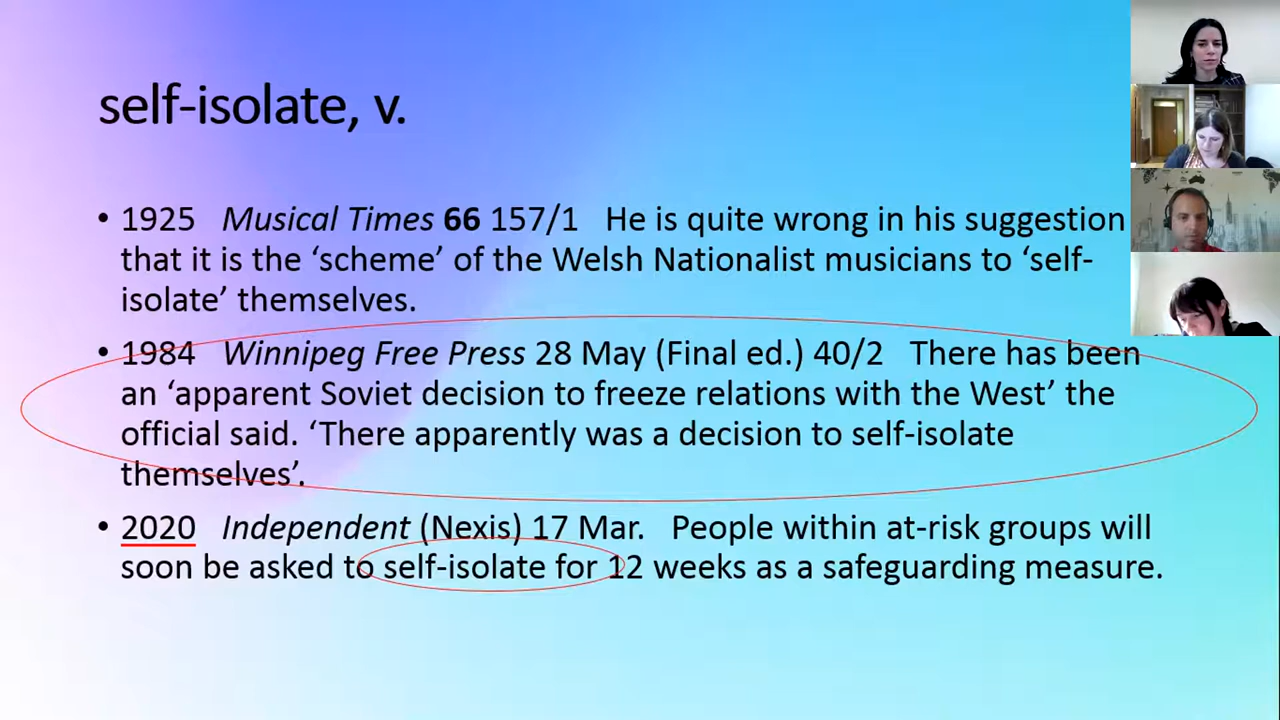 self-isolate, v.
• 1925 Musical Times 66 157/1 He is quite wrong in his suggestion
that it is the ‘scheme’ of the Welsh Nationalist musicians to ‘self-
isolate’ themselves.
• 1984 Winnipeg Free Press 28 May (Final ed.) 40/2 There has been
an ‘apparent Soviet decision to freeze relations with the West’ the
official said. ‘There apparently was a decision to self-isolate
themselves’.
• 2020 Independent (Nexis) 17 Mar. People within at-risk groups will
soon be asked to self-isolate for 12 weeks as a safeguarding measure.